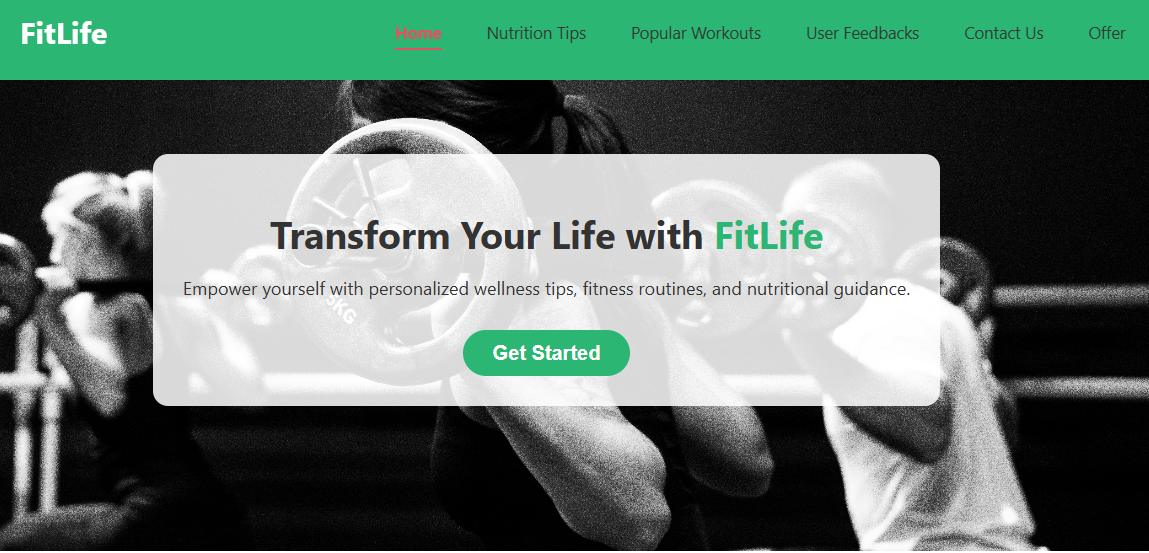 FitLife
Home Nutrition Tips Popular Workouts User Feedbacks Contact Us Offer
Transform Your Life with FitLife
Empower yourself with personalized wellness tips, fitness routines, and nutritional guidance.
5KG
Get Started